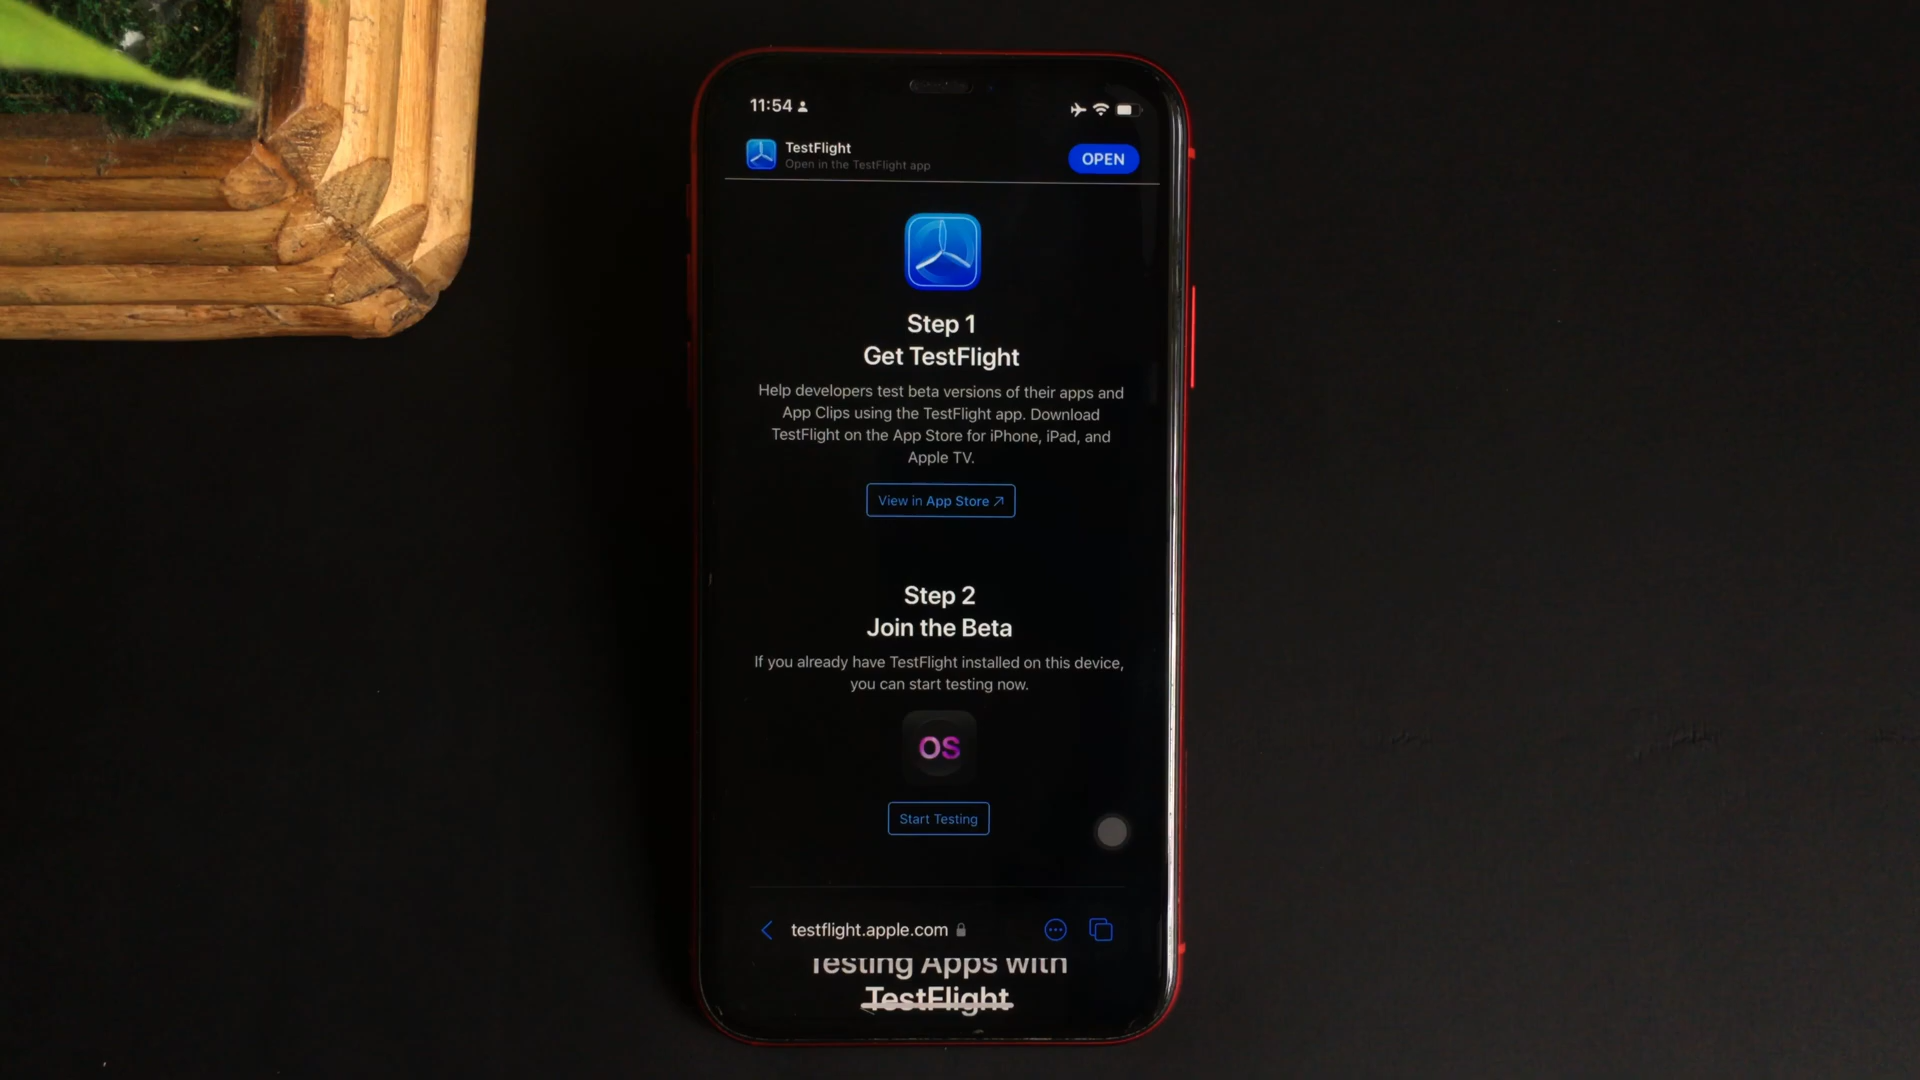 11:54
TestFlight
Open in the TestFlight app
OPEN
Step 1
Get TestFlight
Help developers test beta versions of their apps and
App Clips using the TestFlight app. Download
TestFlight on the App Store for iPhone, iPad, and
Apple TV.
View in App Store
Step 2
Join the Beta
If you already have TestFlight installed on this device,
you can start testing now.
OS
Start Testing
testflight.apple.com
Testing Apps with
TestFlight